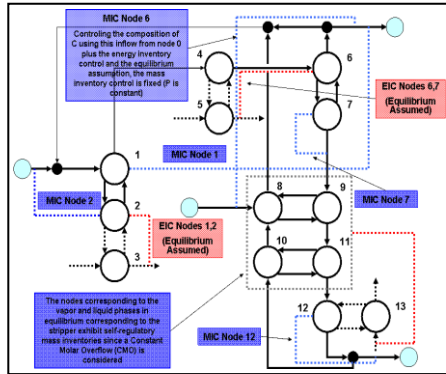 MIC Node 6
Controling the composition of
C using this inflow from node 0
plus the energy inventory
control and the equilibrium
assumption, the mass
inventory control is fixed (P is
constant)
4
6
5
7
EIC Nodes 6,7
(Equilibrium
Assumed)
1
MIC Node 1
MIC Node 2
2
MIC Node 7
8
9
EIC Nodes 1,2
(Equilibrium
Assumed)
10
11
3
The nodes corresponding to the
vapor and liquid phases in
equilibrium corresponding to the
stripper exhibit self-regulatory
mass inventories since a Constant
Molar Overflow (CMO) is
considered
12
13
MIC Node 12